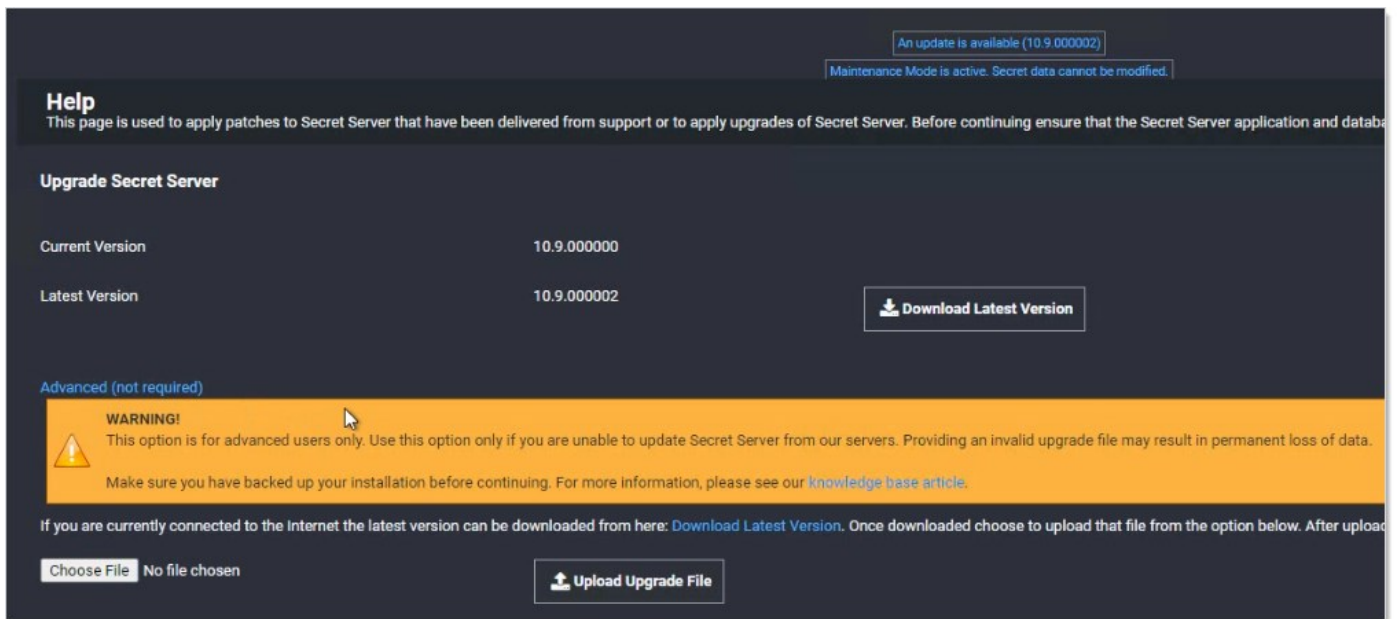 An update is available (10.9.000002)
Maintenance Mode is active. Secret data cannot be modified.
Help
This page is used to apply patches to Secret Server that have been delivered from support or to apply upgrades of Secret Server. Before continuing ensure that the Secret Server application and databa
Upgrade Secret Server
Current Version 10.9.000000
Latest Version 10.9.000002 Download Latest Version
Advanced (not required)
WARNING!
This option is for advanced users only. Use this option only if you are unable to update Secret Server from our servers. Providing an invalid upgrade file may result in permanent loss of data.
Make sure you have backed up your installation before continuing. For more information, please see our knowledge base article.
If you are currently connected to the Internet the latest version can be downloaded from here: Download Latest Version. Once downloaded choose to upload that file from the option below. After upload
Choose File No file chosen Upload Upgrade File